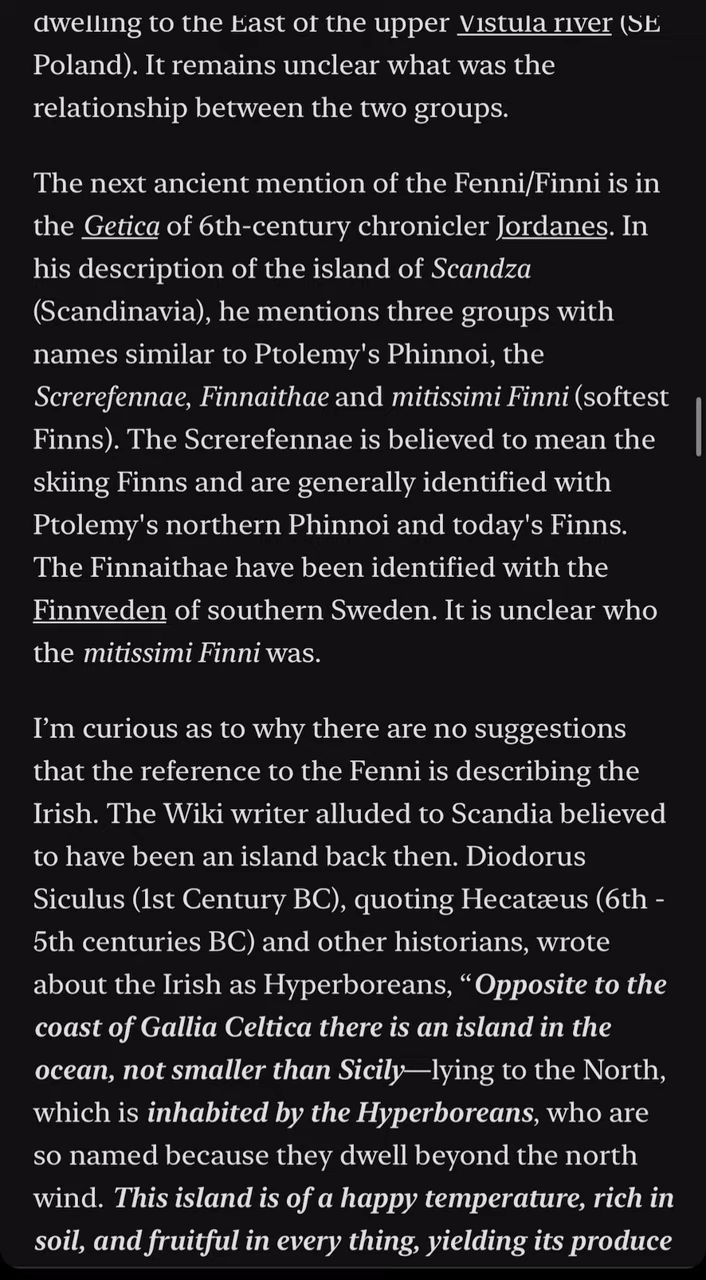 dwelling to the East of the upper Vistula river (SE
Poland). It remains unclear what was the
relationship between the two groups.
The next ancient mention of the Fenni/Finni is in
the Getica of 6th-century chronicler Jordanes. In
his description of the island of Scandza
(Scandinavia), he mentions three groups with
names similar to Ptolemy's Phinnoi, the
Screrefennae, Finnaithae and mitissimi Finni (softest
Finns). The Screrefennae is believed to mean the
skiing Finns and are generally identified with
Ptolemy's northern Phinnoi and today's Finns.
The Finnaithae have been identified with the
Finnveden of southern Sweden. It is unclear who
the mitissimi Finni was.
I’m curious as to why there are no suggestions
that the reference to the Fenni is describing the
Irish. The Wiki writer alluded to Scandia believed
to have been an island back then. Diodorus
Siculus (1st Century BC), quoting Hecatæus (6th -
5th centuries BC) and other historians, wrote
about the Irish as Hyperboreans, “Opposite to the
coast of Gallia Celtica there is an island in the
ocean, not smaller than Sicily—lying to the North,
which is inhabited by the Hyperboreans, who are
so named because they dwell beyond the north
wind. This island is of a happy temperature, rich in
soil, and fruitful in every thing, yielding its produce